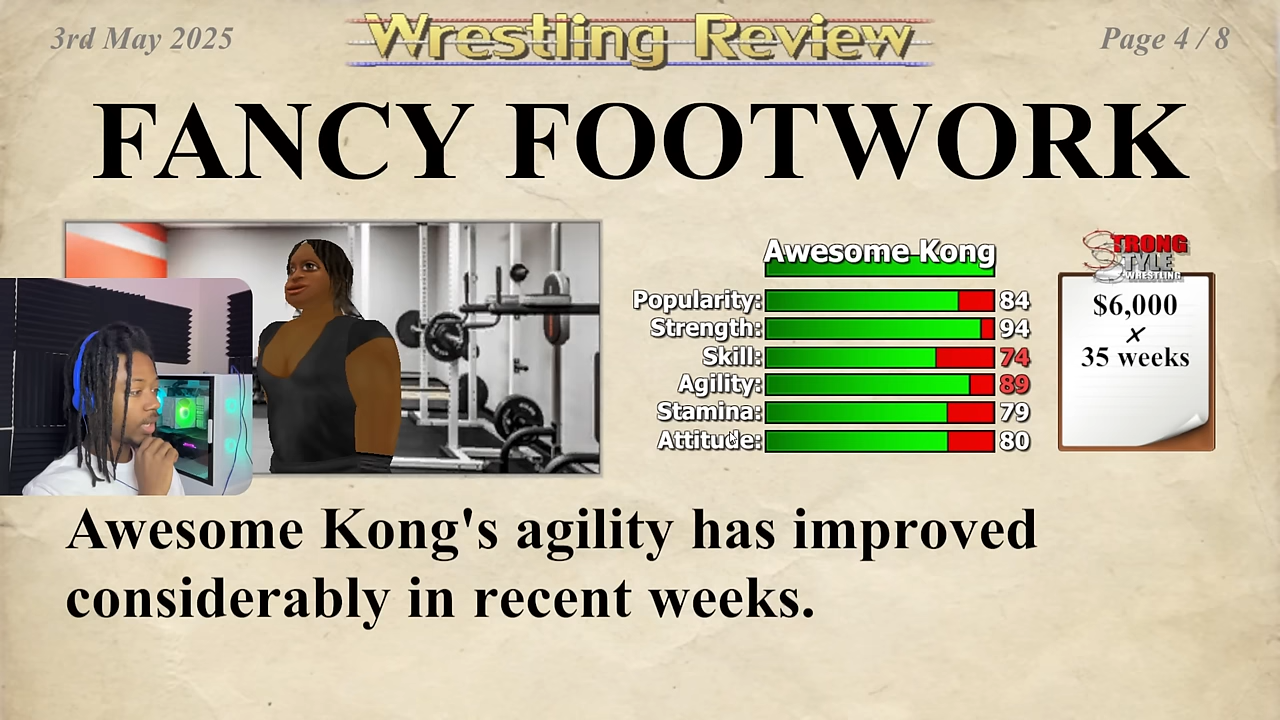 3rd May 2025
Wrestling Review
Page 4 / 8
FANCY FOOTWORK
Awesome Kong
Popularity: 84
Strength: 94
Skill: 74
Agility: 89
Stamina: 79
Attitude: 80
STRONG
STYLE
WRESTLING
$6,000
×
35 weeks
Awesome Kong's agility has improved
considerably in recent weeks.